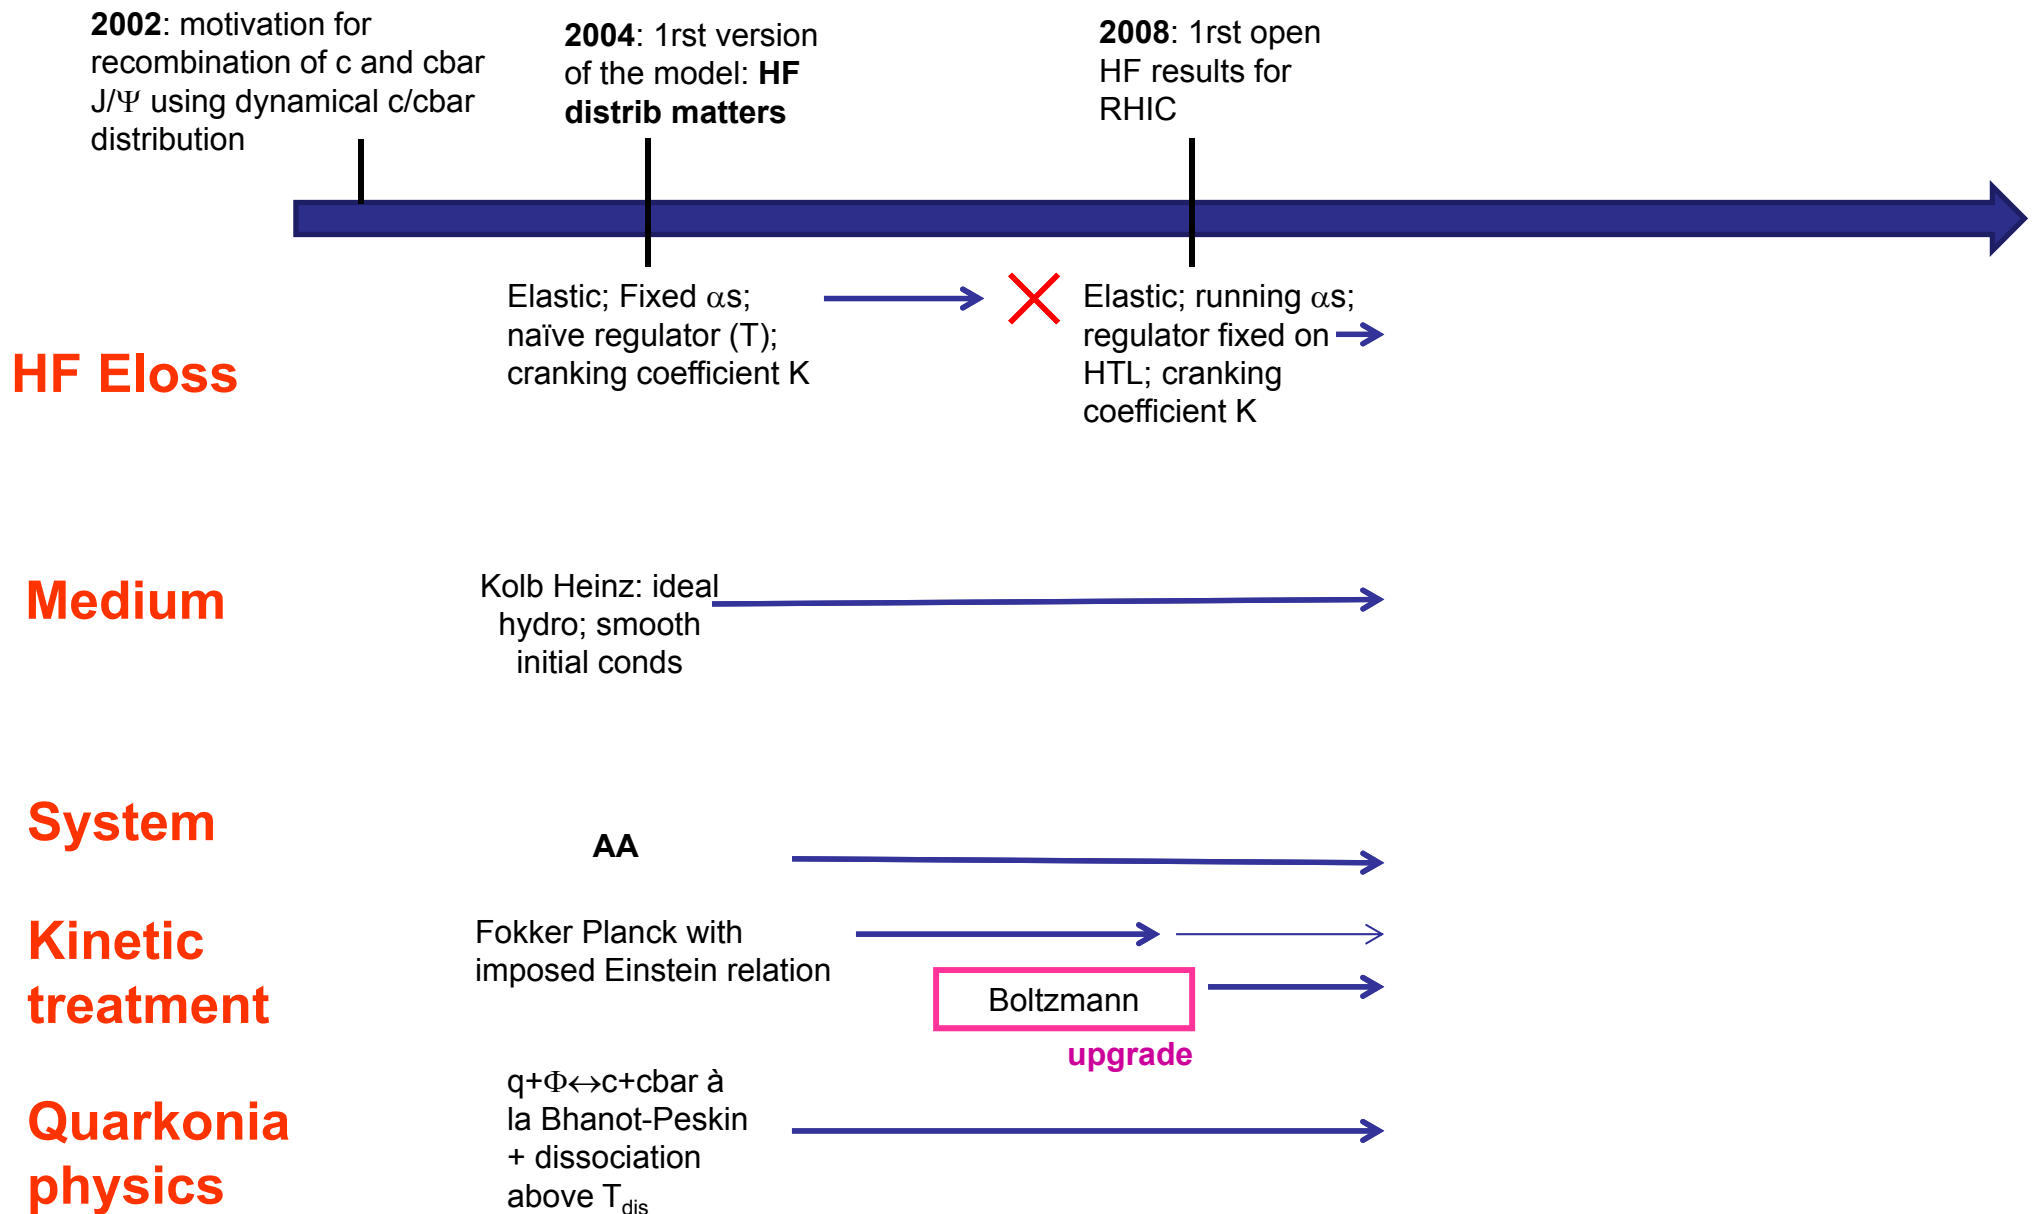 2002: motivation for
recombination of c and cbar
J/Ψ using dynamical c/cbar
distribution
2004: 1rst version
of the model: HF
distrib matters
2008: 1rst open
HF results for
RHIC
HF Eloss
Elastic; Fixed αs;
naïve regulator (T);
cranking coefficient K
Elastic; running αs;
regulator fixed on
HTL; cranking
coefficient K
Medium
Kolb Heinz: ideal
hydro; smooth
initial conds
System
AA
Kinetic
treatment
Fokker Planck with
imposed Einstein relation
Boltzmann
upgrade
Quarkonia
physics
q+Φ↔c+cbar à
la Bhanot-Peskin
+ dissociation
above Tdis